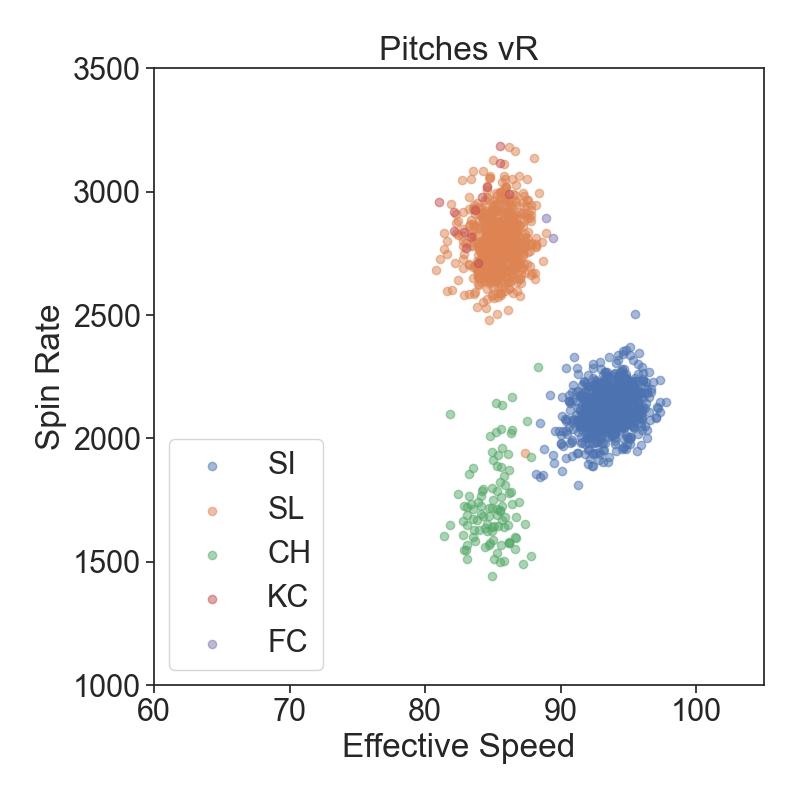 Pitches vR
3500
3000
2500
2000
1500
1000
Spin Rate
SI
SL
CH
KC
FC
60 70 80 90 100
Effective Speed